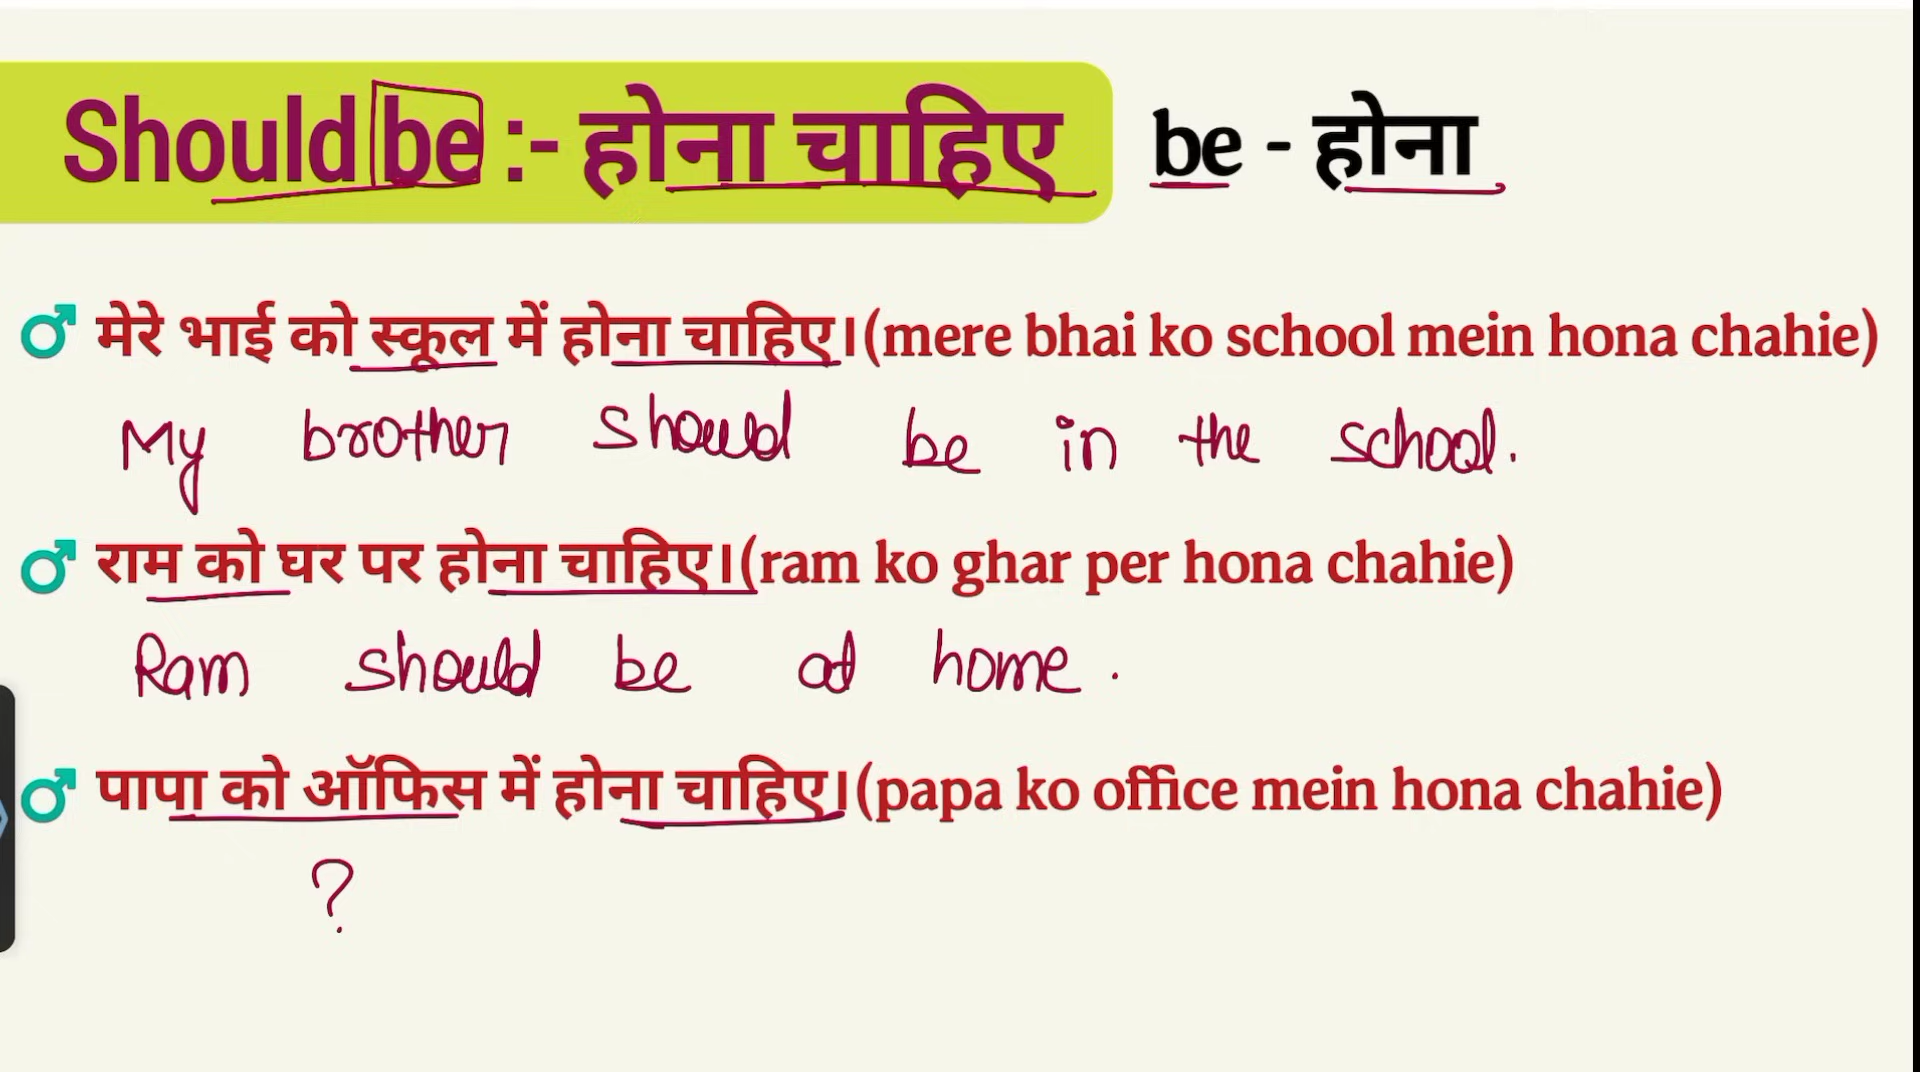 Should be :- होना चाहिए be - होना
मेरे भाई को स्कूल में होना चाहिए।(mere bhai ko school mein hona chahie)
My brother should be in the school.
राम को घर पर होना चाहिए।(ram ko ghar per hona chahie)
Ram should be at home.
पापा को ऑफिस में होना चाहिए।(papa ko office mein hona chahie)
?